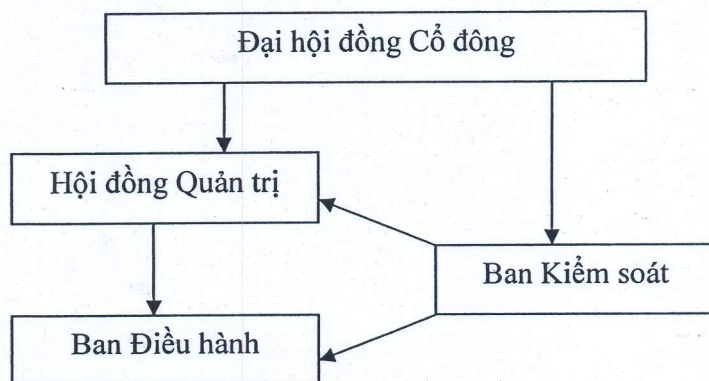 Đại hội đồng Cổ đông
Hội đồng Quản trị
Ban Kiểm soát
Ban Điều hành